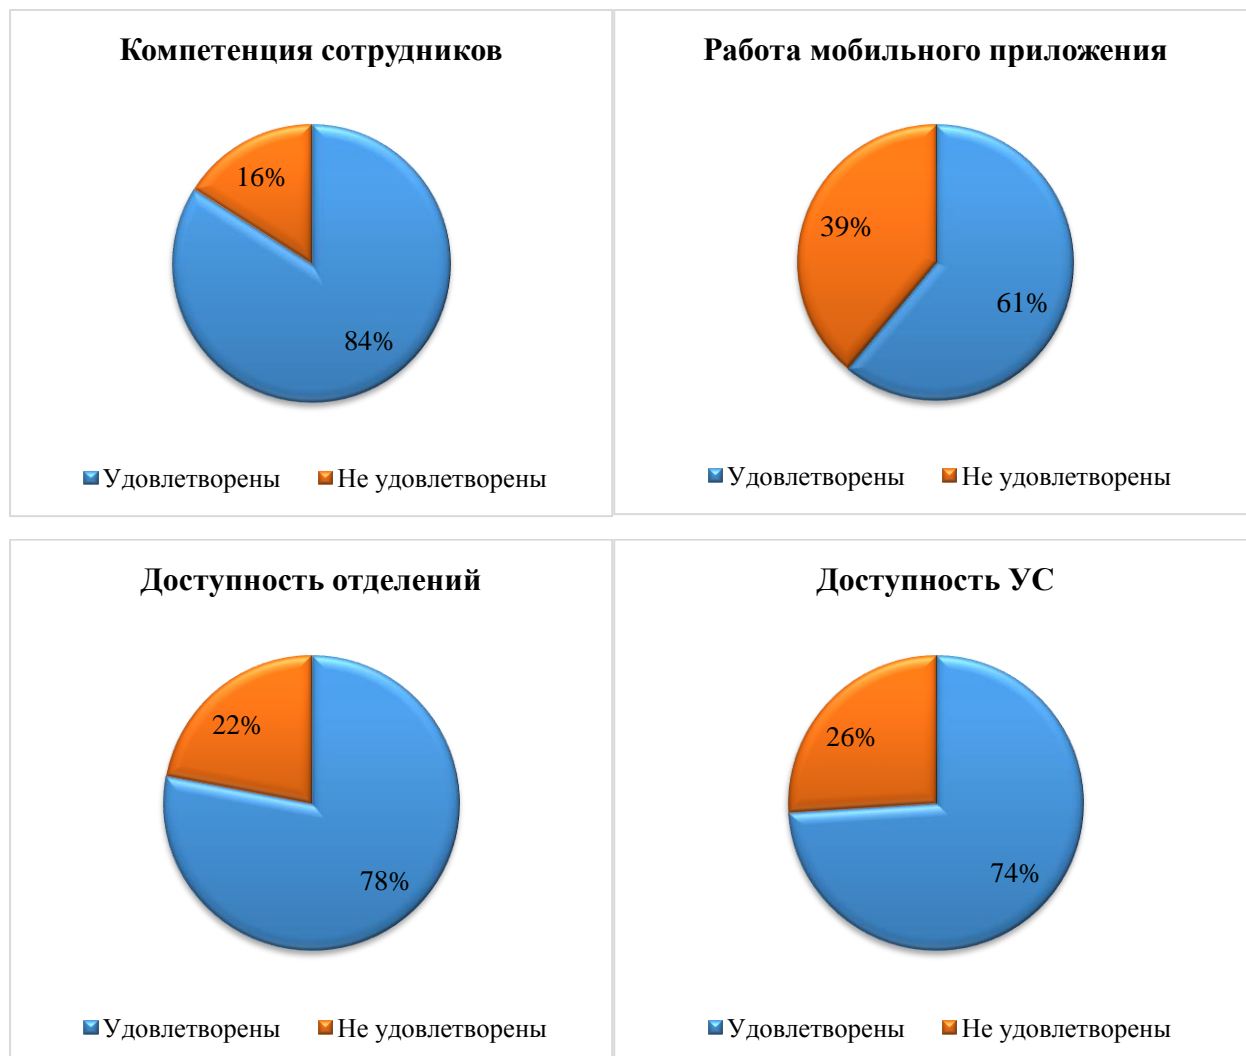 Компетенция сотрудников
16%
84%
Удовлетворены Не удовлетворены
Работа мобильного приложения
39%
61%
Удовлетворены Не удовлетворены
Доступность отделений
22%
78%
Удовлетворены Не удовлетворены
Доступность УС
26%
74%
Удовлетворены Не удовлетворены